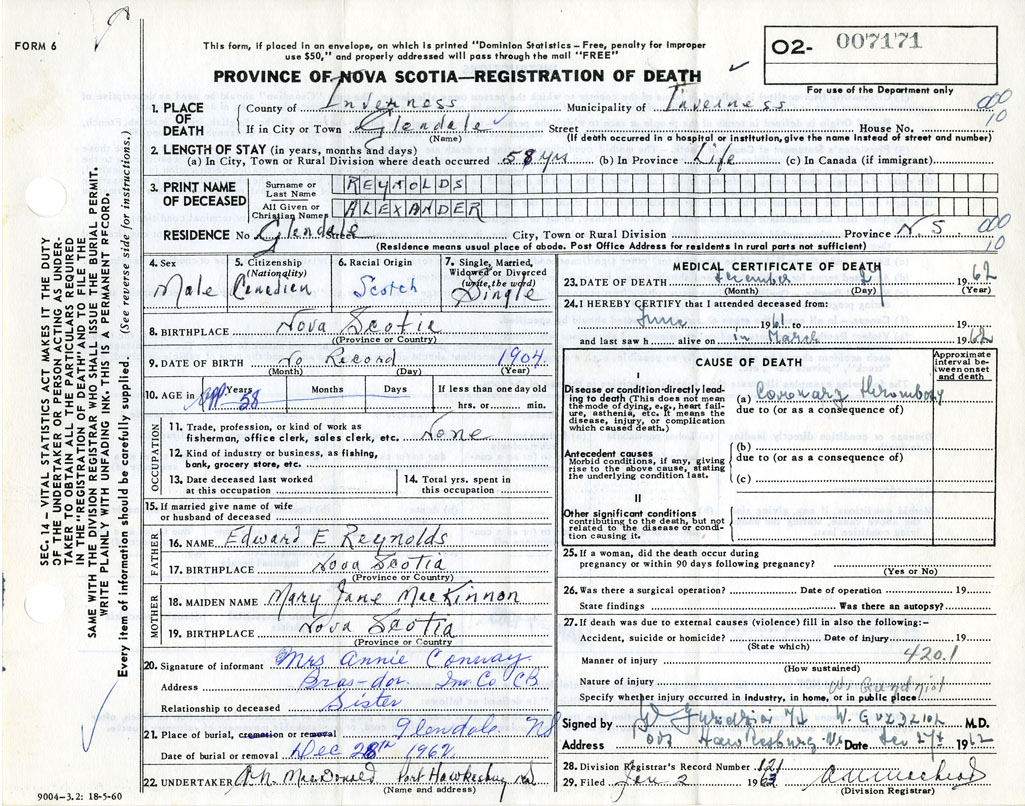 FORM 6
This form, if placed in an envelope, on which is printed "Dominion Statistics – Free, penalty for improper
use $50," and properly addressed will pass through the mail "FREE"
PROVINCE OF NOVA SCOTIA—REGISTRATION OF DEATH
O2- 007171
For use of the Department only
1. PLACE OF DEATH
County of Inverness Municipality of Inverness
If in City or Town Glendale Street House No.
(Name) (If death occurred in a hospital or institution, give the name instead of street and number)
2. LENGTH OF STAY (in years, months and days)
(a) In City, Town or Rural Division where death occurred 58 yrs (b) In Province Life (c) In Canada (if immigrant)
3. PRINT NAME OF DECEASED
Surname or Last Name REYNOLDS
All Given or Christian Names ALEXANDER
RESIDENCE No Glendale Street City, Town or Rural Division Province N S
(Residence means usual place of abode. Post Office Address for residents in rural parts not sufficient)
00
10
00
10
4. Sex Male
5. Citizenship (Nationality) Canadian
6. Racial Origin Scotch
7. Single, Married, Widowed or Divorced (write the word) Single
8. BIRTHPLACE Nova Scotia
(Province or Country)
9. DATE OF BIRTH No Record 1904
(Month) (Day) (Year)
10. AGE in Years Months Days If less than one day old
App 58 hrs. or min.
OCCUPATION
11. Trade, profession, or kind of work as
fisherman, office clerk, sales clerk, etc. None
12. Kind of industry or business, as fishing,
bank, grocery store, etc.
13. Date deceased last worked
at this occupation
14. Total yrs. spent in
this occupation
15. If married give name of wife
or husband of deceased
FATHER
16. NAME Edward E Reynolds
17. BIRTHPLACE Nova Scotia
(Province or Country)
MOTHER
18. MAIDEN NAME Mary Jane MacKinnon
19. BIRTHPLACE Nova Scotia
(Province or Country)
20. Signature of informant Mrs Annie Conway
Address Bras-dor Inv Co CB
Relationship to deceased Sister
21. Place of burial, cremation or removal Glendale NS
Date of burial or removal Dec 28th 1962
22. UNDERTAKER MacDonald Port Hawkesbury
(Name and address)
9004-3.2: 18-5-60
MEDICAL CERTIFICATE OF DEATH
23. DATE OF DEATH December 1962
(Month) (Day) (Year)
24. I HEREBY CERTIFY that I attended deceased from:
June 1961 to 19
and last saw h alive on in March 1962
CAUSE OF DEATH
Approximate interval between onset and death
I
Disease or condition directly leading to death (This does not mean
the mode of dying, e.g., heart failure, asthenia, etc. It means the
disease, injury, or complication
which caused death.)
(a) Coronary thrombosy
due to (or as a consequence of)
Antecedent causes
Morbid conditions, if any, giving
rise to the above cause, stating
the underlying condition last.
(b)
due to (or as a consequence of)
(c)
II
Other significant conditions
contributing to the death, but not
related to the disease or condition causing it.
25. If a woman, did the death occur during
pregnancy or within 90 days following pregnancy?
(Yes or No)
26. Was there a surgical operation? Date of operation 19
State findings Was there an autopsy?
27. If death was due to external causes (violence) fill in also the following:-
Accident, suicide or homicide? Date of injury 19
(State which)
420.1
Manner of injury
(How sustained)
Nature of injury
Specify whether injury occurred in industry, in home, or in public place
Signed by W. GUZDZIOL M.D.
Address Hawkesbury NS Date Dec 27th 1962
28. Division Registrar's Record Number 121
29. Filed Jan 2 1963
(Division Registrar)
SEC. 14 – VITAL STATISTICS ACT MAKES IT THE DUTY
OF THE UNDERTAKER OR PERSON ACTING AS UNDER-
TAKER TO OBTAIN ALL THE PARTICULARS REQUIRED
IN THE "REGISTRATION OF DEATH" AND TO FILE THE
SAME WITH THE DIVISION REGISTRAR WHO SHALL ISSUE THE BURIAL PERMIT.
WRITE PLAINLY WITH UNFADING INK. THIS IS A PERMANENT RECORD.
Every item of information should be carefully supplied. (See reverse side for instructions.)